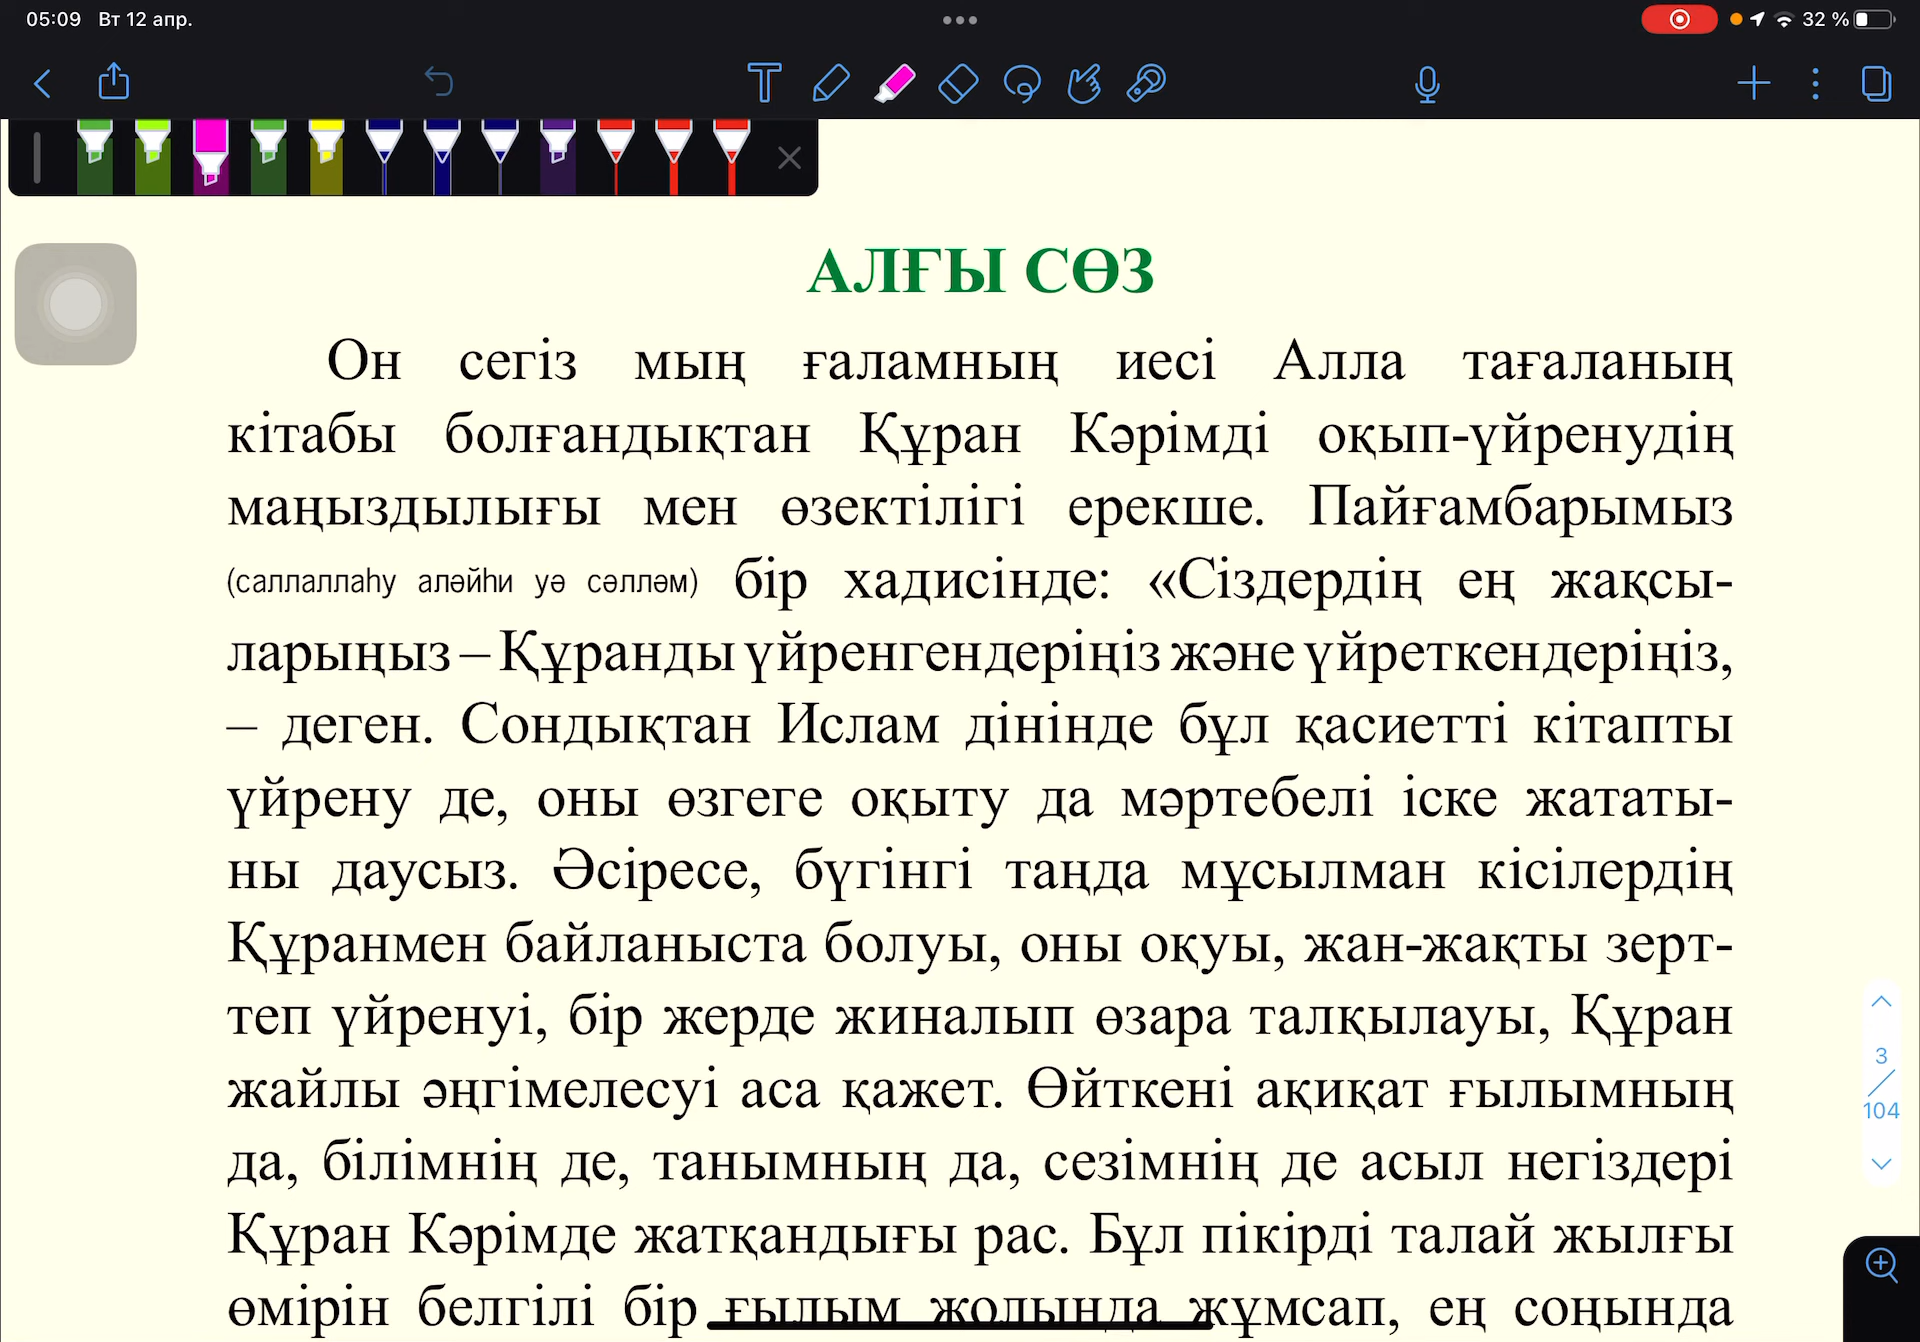 05:09 Вт 12 апр.
32 %
АЛҒЫ СӨЗ
Он сегіз мың ғаламның иесі Алла тағаланың
кітабы болғандықтан Құран Кәрімді оқып-үйренудің
маңыздылығы мен өзектілігі ерекше. Пайғамбарымыз
(саллаллаһу аләйһи уә сәлләм) бір хадисінде: «Сіздердің ең жақсы-
ларыңыз – Құранды үйренгендеріңіз және үйреткендеріңіз,
– деген. Сондықтан Ислам дінінде бұл қасиетті кітапты
үйрену де, оны өзгеге оқыту да мәртебелі іске жататы-
ны даусыз. Әсіресе, бүгінгі таңда мұсылман кісілердің
Құранмен байланыста болуы, оны оқуы, жан-жақты зерт-
теп үйренуі, бір жерде жиналып өзара талқылауы, Құран
жайлы әңгімелесуі аса қажет. Өйткені ақиқат ғылымның
да, білімнің де, танымның да, сезімнің де асыл негіздері
Құран Кәрімде жатқандығы рас. Бұл пікірді талай жылғы
өмірін белгілі бір ғылым жолында жұмсап, ең соңында
3
104